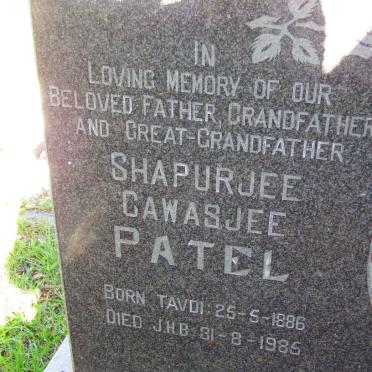 IN
LOVING MEMORY OF OUR
BELOVED FATHER, GRANDFATHER
AND GREAT-GRANDFATHER
SHAPURJEE
CAWASJEE
PATEL
BORN TAVDI: 25-5-1886
DIED J.H.B. 31-8-1985